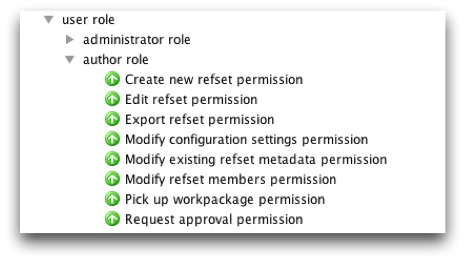 user role
administrator role
author role
Create new refset permission
Edit refset permission
Export refset permission
Modify configuration settings permission
Modify existing refset metadata permission
Modify refset members permission
Pick up workpackage permission
Request approval permission